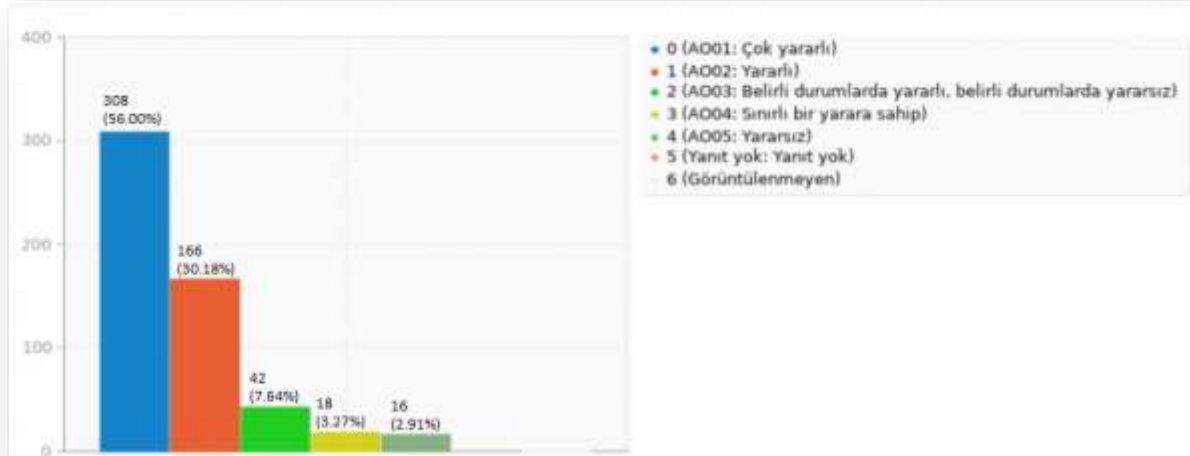 400
300
200
100
0
308
(56.00%)
166
(30.18%)
42
(7.64%)
18
(3.27%)
16
(2.91%)
0 (AO01: Çok yararlı)
1 (AO02: Yararlı)
2 (AO03: Belirli durumlarda yararlı, belirli durumlarda yararsız)
3 (AO04: Sınırlı bir yarara sahip)
4 (AO05: Yararsız)
5 (Yanıt yok: Yanıt yok)
6 (Görüntülenmeyen)